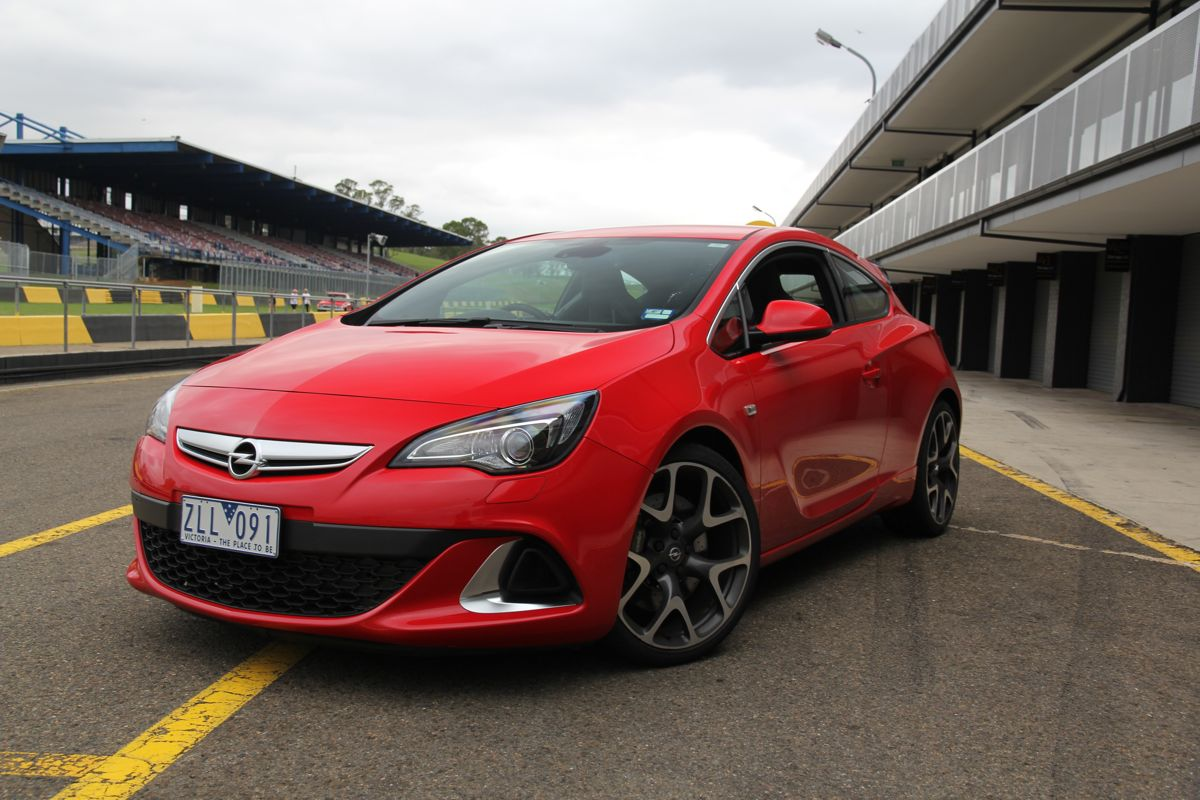 ZLL 091
VICTORIA - THE PLACE TO BE